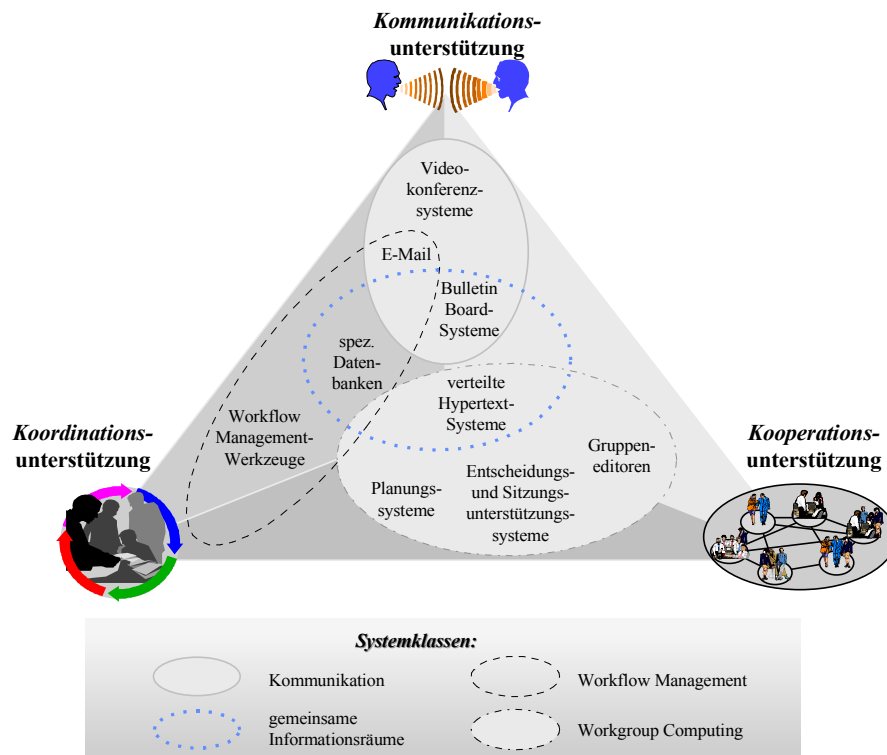 Kommunikations-
unterstützung
Video-
konferenz-
systeme
E-Mail
Bulletin
Board-
Systeme
spez.
Daten-
banken
verteilte
Hypertext-
Systeme
Workflow
Management-
Werkzeuge
Gruppen-
editoren
Planungs-
systeme
Entscheidungs-
und Sitzungs-
unterstützungs-
systeme
Koordinations-
unterstützung
Kooperations-
unterstützung
Systemklassen:
Kommunikation
Workflow Management
gemeinsame
Informationsräume
Workgroup Computing